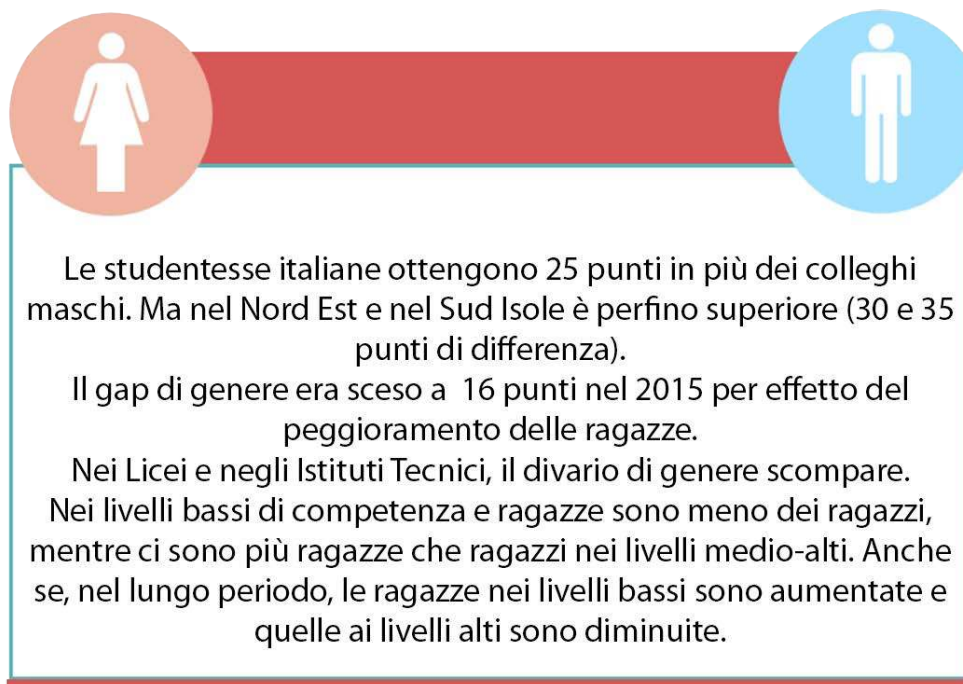 Le studentesse italiane ottengono 25 punti in più dei colleghi
maschi. Ma nel Nord Est e nel Sud Isole è perfino superiore (30 e 35
punti di differenza).
Il gap di genere era sceso a 16 punti nel 2015 per effetto del
peggioramento delle ragazze.
Nei Licei e negli Istituti Tecnici, il divario di genere scompare.
Nei livelli bassi di competenza e ragazze sono meno dei ragazzi,
mentre ci sono più ragazze che ragazzi nei livelli medio-alti. Anche
se, nel lungo periodo, le ragazze nei livelli bassi sono aumentate e
quelle ai livelli alti sono diminuite.